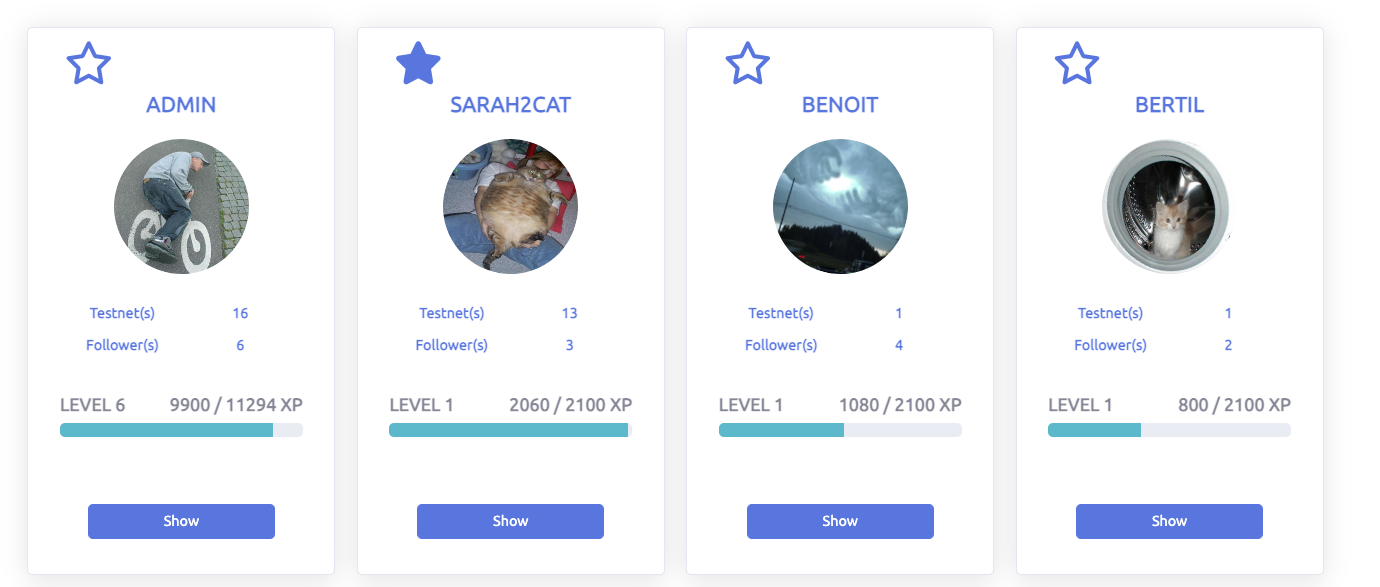 ADMIN
Testnet(s) 16
Follower(s) 6
LEVEL 6 9900 / 11294 XP
Show
SARAH2CAT
Testnet(s) 13
Follower(s) 3
LEVEL 1 2060 / 2100 XP
Show
BENOIT
Testnet(s) 1
Follower(s) 4
LEVEL 1 1080 / 2100 XP
Show
BERTIL
Testnet(s) 1
Follower(s) 2
LEVEL 1 800 / 2100 XP
Show